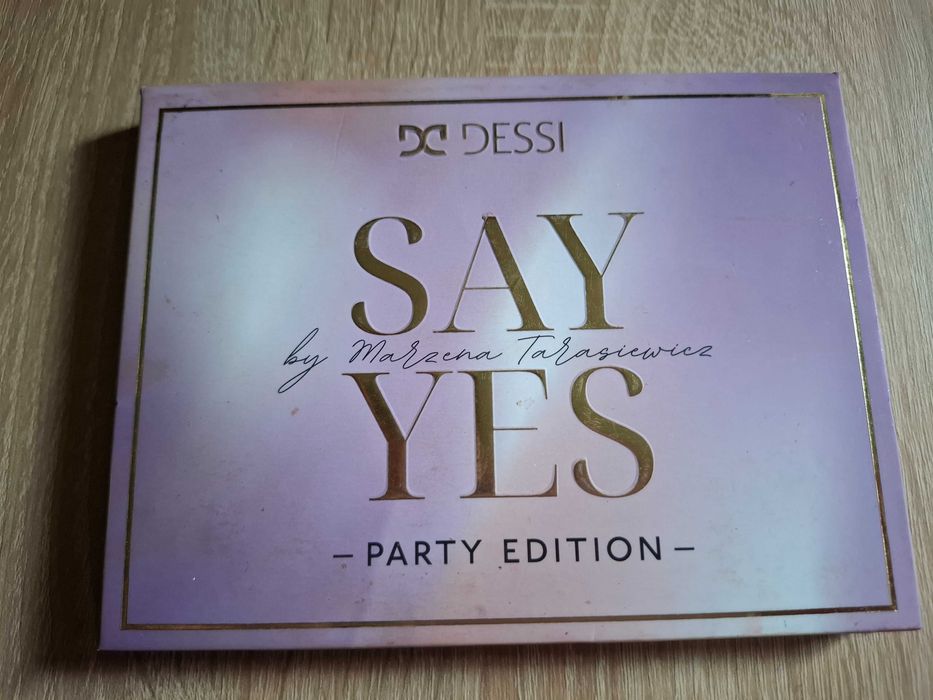 DESSI
SAY
by Marzena Tarasiewicz
YES
– PARTY EDITION –